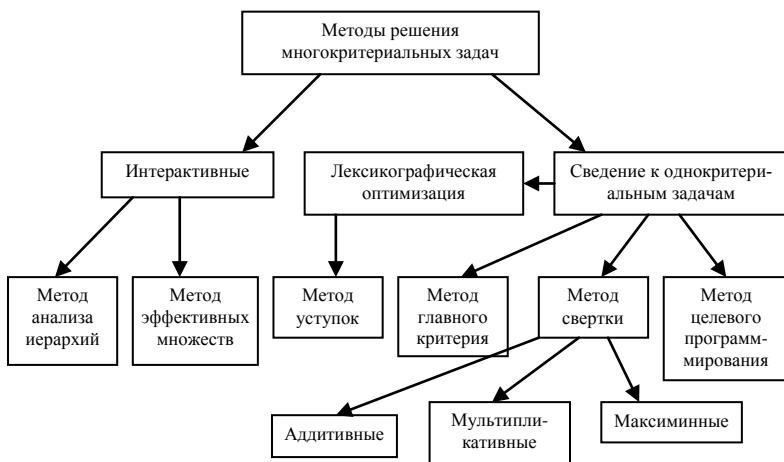 Методы решения
многокритериальных задач
Интерактивные
Лексикографическая
оптимизация
Сведение к однокритери-
альным задачам
Метод
анализа
иерархий
Метод
эффективных
множеств
Метод
уступок
Метод
главного
критерия
Метод
свертки
Метод
целевого
программ-
мирования
Аддитивные
Мультипли-
кативные
Максиминные